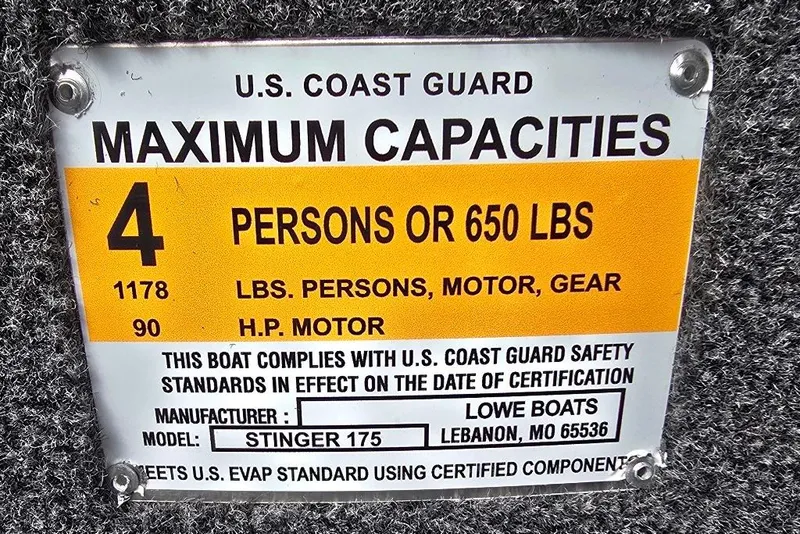 U.S. COAST GUARD
MAXIMUM CAPACITIES
4 PERSONS OR 650 LBS
1178 LBS. PERSONS, MOTOR, GEAR
90 H.P. MOTOR
THIS BOAT COMPLIES WITH U.S. COAST GUARD SAFETY
STANDARDS IN EFFECT ON THE DATE OF CERTIFICATION
MANUFACTURER : LOWE BOATS
MODEL: STINGER 175 LEBANON, MO 65536
MEETS U.S. EVAP STANDARD USING CERTIFIED COMPONENTS